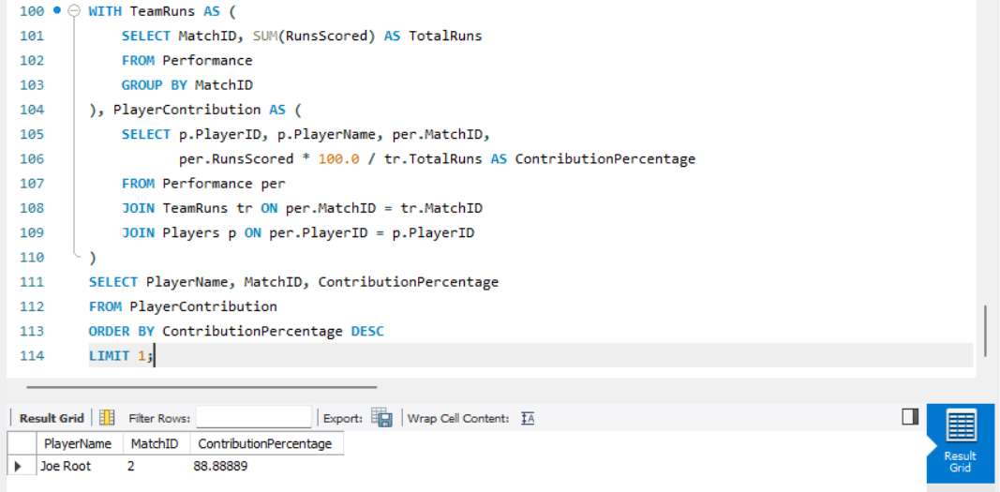 100 WITH TeamRuns AS (
101 SELECT MatchID, SUM(RunsScored) AS TotalRuns
102 FROM Performance
103 GROUP BY MatchID
104 ), PlayerContribution AS (
105 SELECT p.PlayerID, p.PlayerName, per.MatchID,
106 per.RunsScored * 100.0 / tr.TotalRuns AS ContributionPercentage
107 FROM Performance per
108 JOIN TeamRuns tr ON per.MatchID = tr.MatchID
109 JOIN Players p ON per.PlayerID = p.PlayerID
110 )
111 SELECT PlayerName, MatchID, ContributionPercentage
112 FROM PlayerContribution
113 ORDER BY ContributionPercentage DESC
114 LIMIT 1;
Result Grid Filter Rows: Export: Wrap Cell Content: IA
PlayerName MatchID ContributionPercentage
Joe Root 2 88.88889
Result
Grid